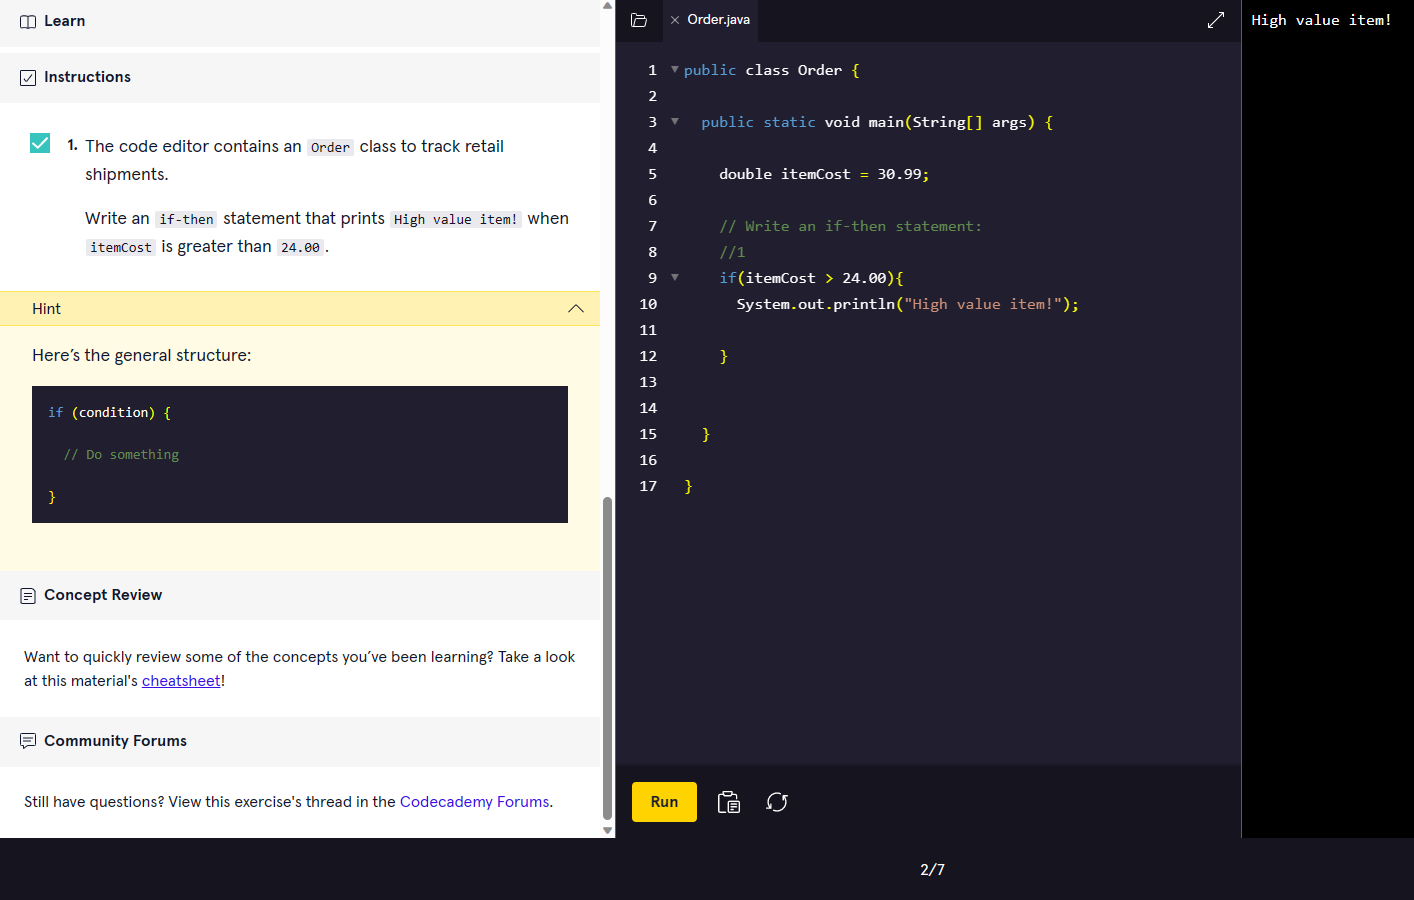 Learn
Instructions
1. The code editor contains an Order class to track retail
shipments.
Write an if-then statement that prints High value item! when
itemCost is greater than 24.00.
Hint
Here’s the general structure:
if (condition) {
// Do something
}
Concept Review
Want to quickly review some of the concepts you’ve been learning? Take a look
at this material's cheatsheet!
Community Forums
Still have questions? View this exercise's thread in the Codecademy Forums.
Order.java
1 public class Order {
2
3 public static void main(String[] args) {
4
5 double itemCost = 30.99;
6
7 // Write an if-then statement:
8 //1
9 if(itemCost > 24.00){
10 System.out.println("High value item!");
11
12 }
13
14
15 }
16
17 }
Run
High value item!
2/7